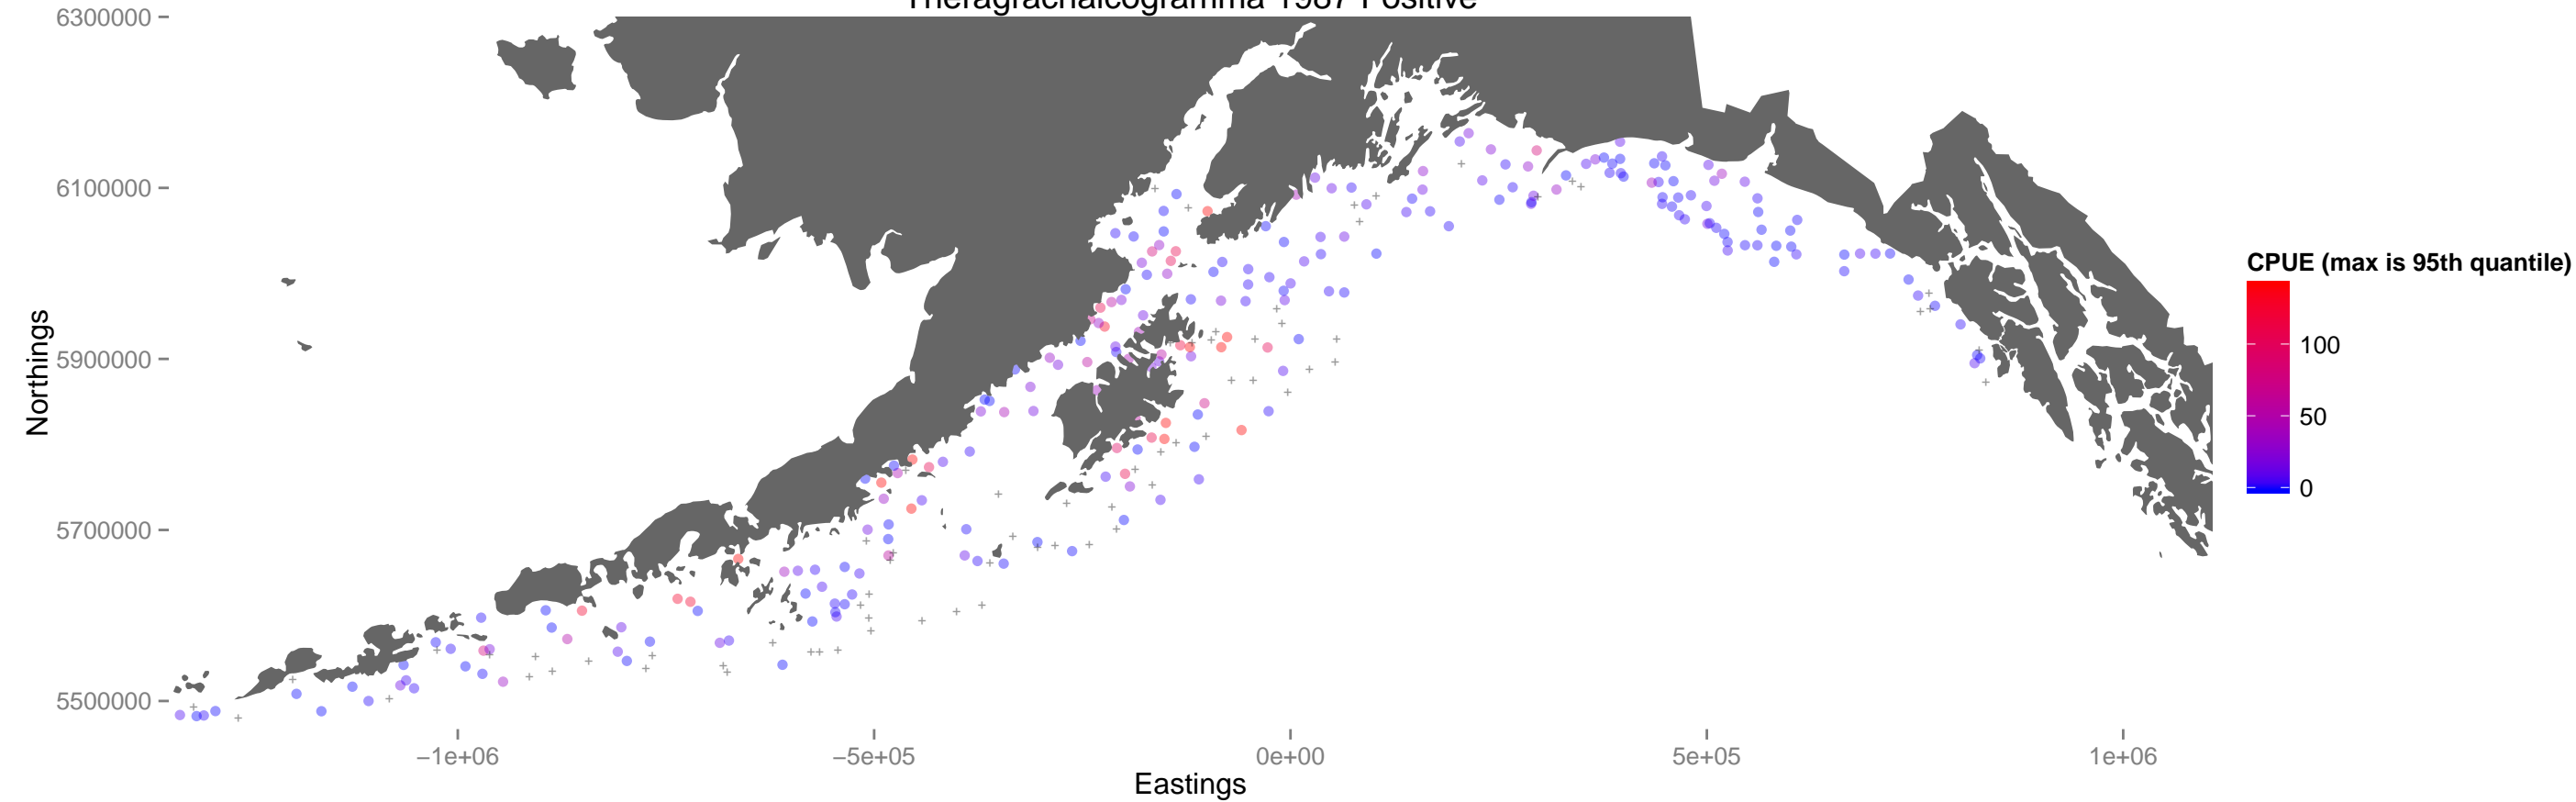 Theragrachalcogramma 1987 Positive
6300000
6100000
5900000
5700000
5500000
Northings
−1e+06
−5e+05
0e+00
5e+05
1e+06
Eastings
CPUE (max is 95th quantile)
100
50
0